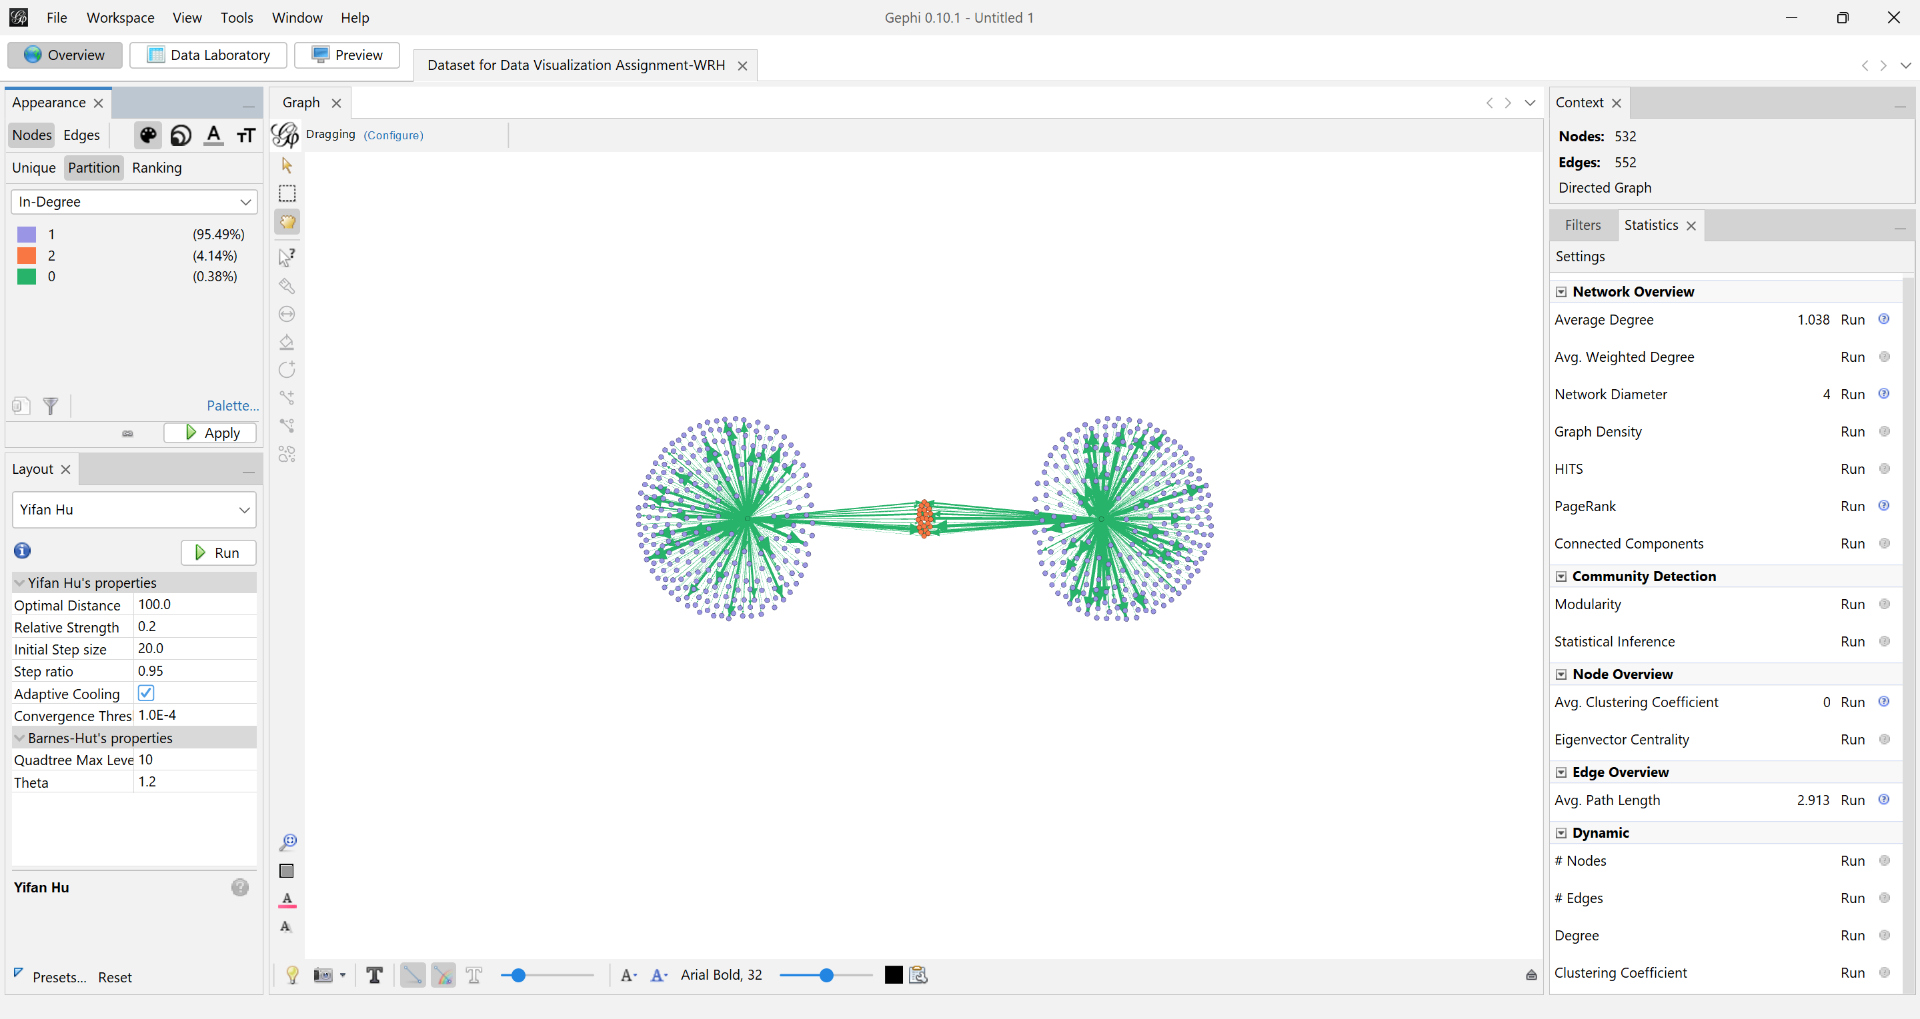 File Workspace View Tools Window Help
Gephi 0.10.1 - Untitled 1
Overview Data Laboratory Preview
Dataset for Data Visualization Assignment-WRH
Appearance
Nodes Edges
Unique Partition Ranking
In-Degree
1 (95.49%)
2 (4.14%)
0 (0.38%)
Palette...
Apply
Layout
Yifan Hu
Run
Yifan Hu's properties
Optimal Distance 100.0
Relative Strength 0.2
Initial Step size 20.0
Step ratio 0.95
Adaptive Cooling
Convergence Thres 1.0E-4
Barnes-Hut's properties
Quadtree Max Leve 10
Theta 1.2
Yifan Hu
Presets... Reset
Graph
Dragging (Configure)
Arial Bold, 32
Context
Nodes: 532
Edges: 552
Directed Graph
Filters Statistics
Settings
Network Overview
Average Degree 1.038 Run
Avg. Weighted Degree Run
Network Diameter 4 Run
Graph Density Run
HITS Run
PageRank Run
Connected Components Run
Community Detection
Modularity Run
Statistical Inference Run
Node Overview
Avg. Clustering Coefficient 0 Run
Eigenvector Centrality Run
Edge Overview
Avg. Path Length 2.913 Run
Dynamic
# Nodes Run
# Edges Run
Degree Run
Clustering Coefficient Run